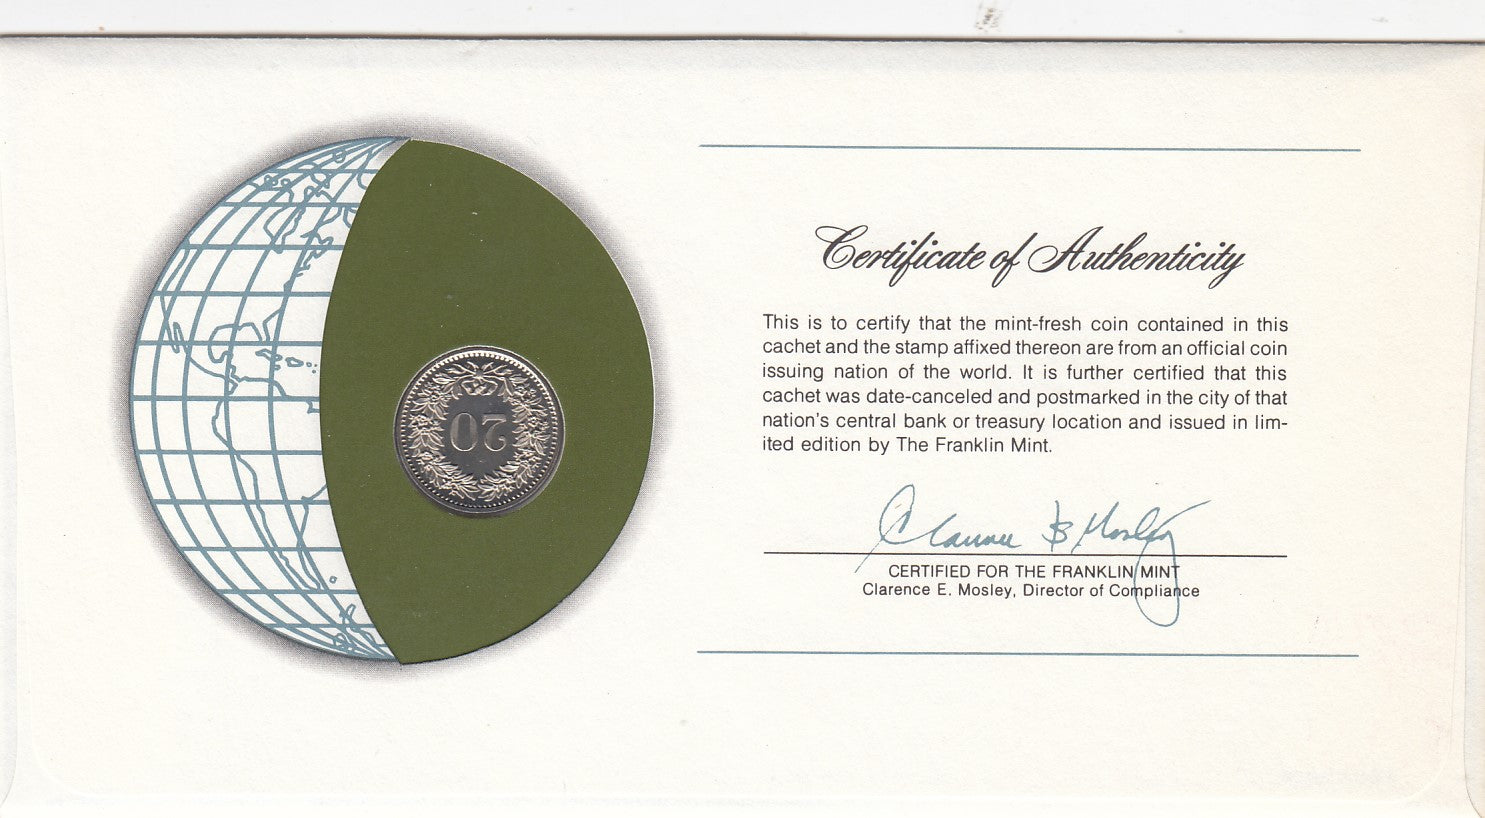 Certificate of Authenticity
This is to certify that the mint-fresh coin contained in this
cachet and the stamp affixed thereon are from an official coin
issuing nation of the world. It is further certified that this
cachet was date-canceled and postmarked in the city of that
nation's central bank or treasury location and issued in lim-
ited edition by The Franklin Mint.
Clarence E Mosley
CERTIFIED FOR THE FRANKLIN MINT
Clarence E. Mosley, Director of Compliance
20